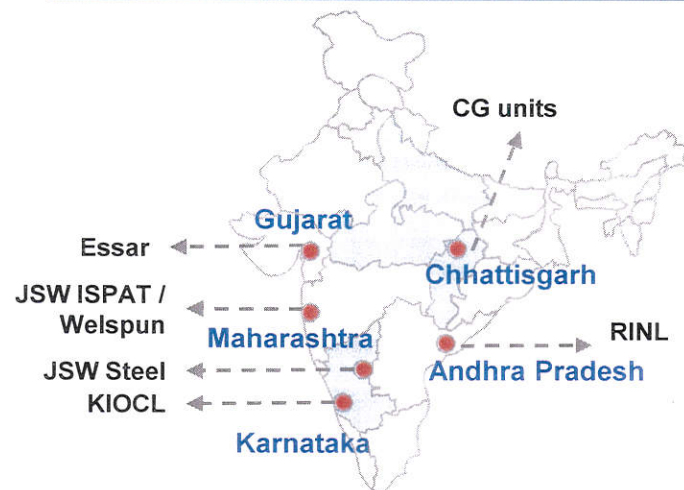 CG units
Gujarat
Essar
Chhattisgarh
JSW ISPAT /
Welspun
Maharashtra
RINL
JSW Steel
Andhra Pradesh
KIOCL
Karnataka